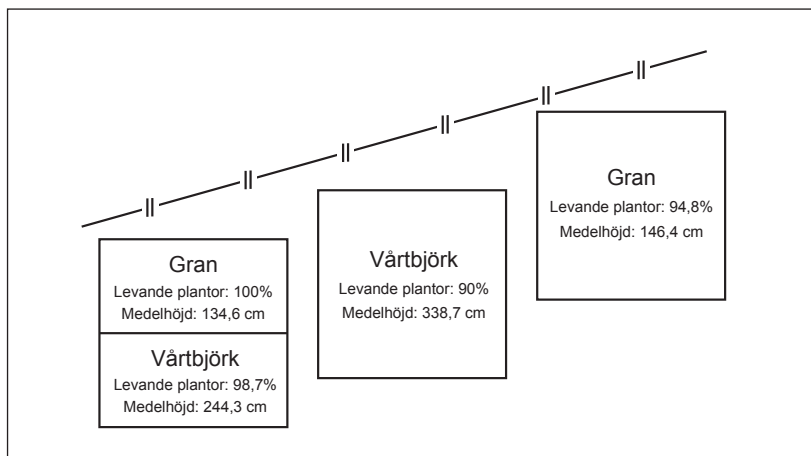 Gran
Levande plantor: 100%
Medelhöjd: 134,6 cm
Vårtbjörk
Levande plantor: 98,7%
Medelhöjd: 244,3 cm
Vårtbjörk
Levande plantor: 90%
Medelhöjd: 338,7 cm
Gran
Levande plantor: 94,8%
Medelhöjd: 146,4 cm